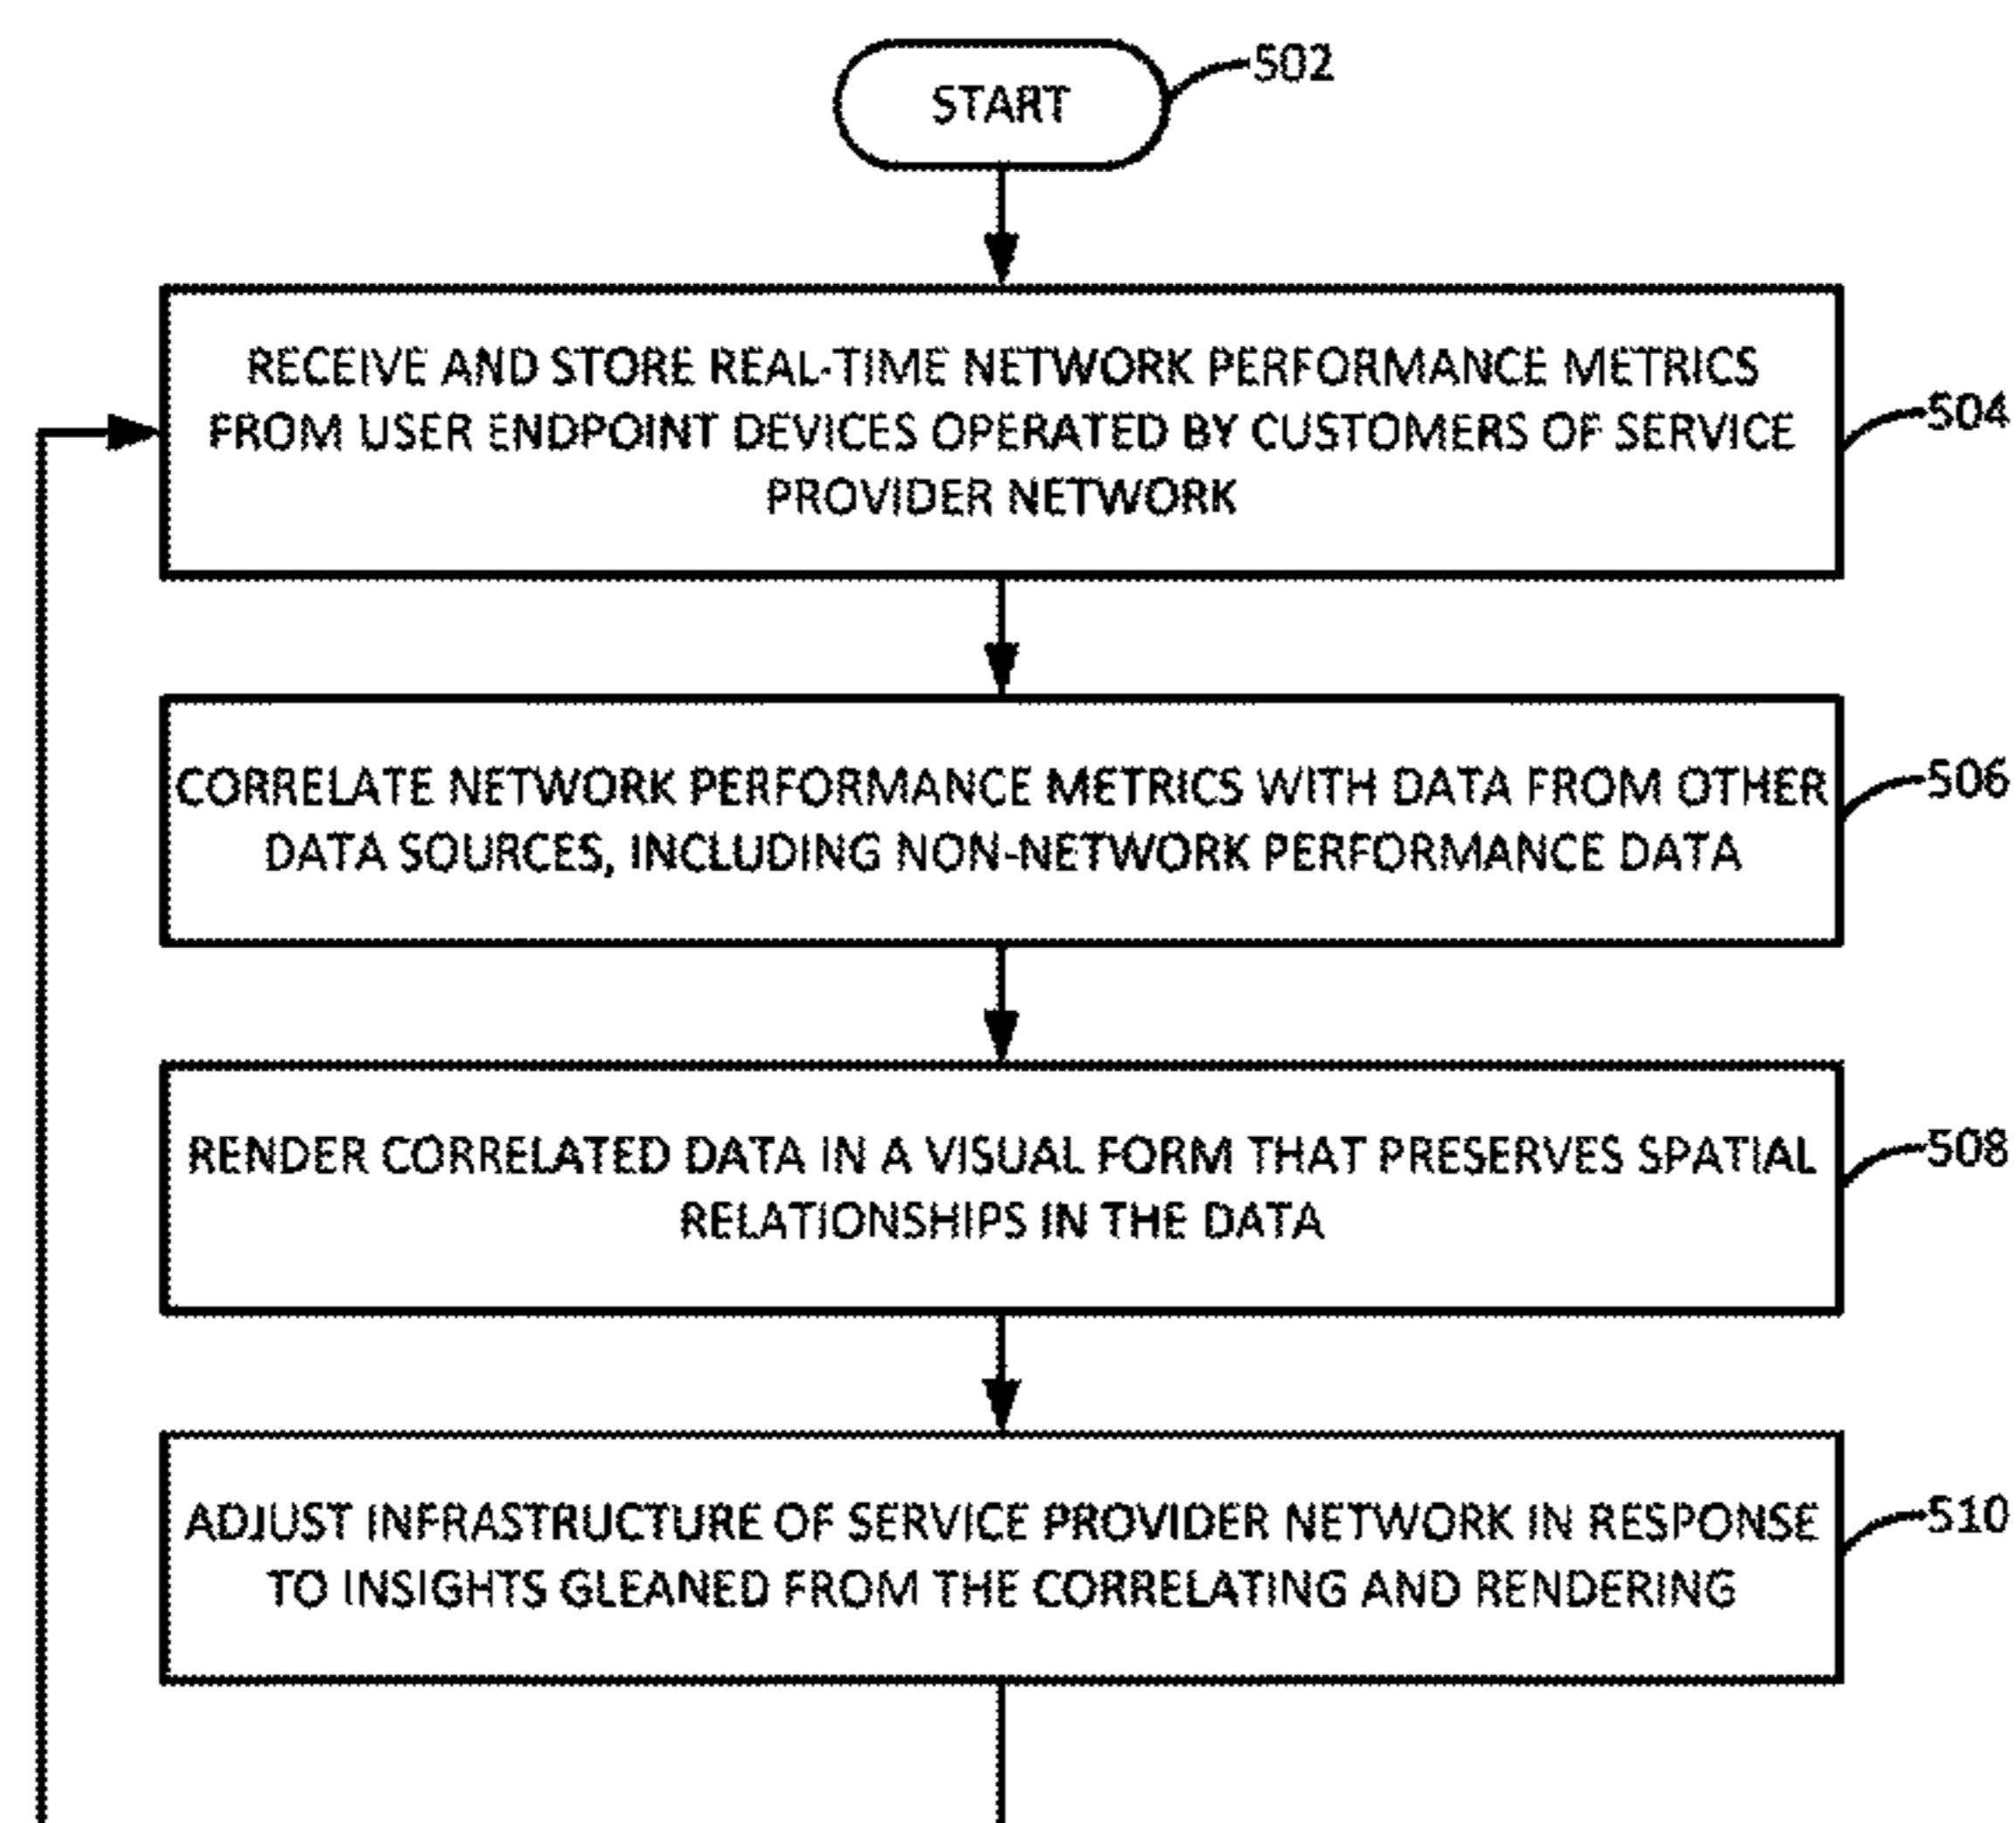 START
502
RECEIVE AND STORE REAL-TIME NETWORK PERFORMANCE METRICS
FROM USER ENDPOINT DEVICES OPERATED BY CUSTOMERS OF SERVICE
PROVIDER NETWORK
504
CORRELATE NETWORK PERFORMANCE METRICS WITH DATA FROM OTHER
DATA SOURCES, INCLUDING NON-NETWORK PERFORMANCE DATA
506
RENDER CORRELATED DATA IN A VISUAL FORM THAT PRESERVES SPATIAL
RELATIONSHIPS IN THE DATA
508
ADJUST INFRASTRUCTURE OF SERVICE PROVIDER NETWORK IN RESPONSE
TO INSIGHTS GLEANED FROM THE CORRELATING AND RENDERING
510